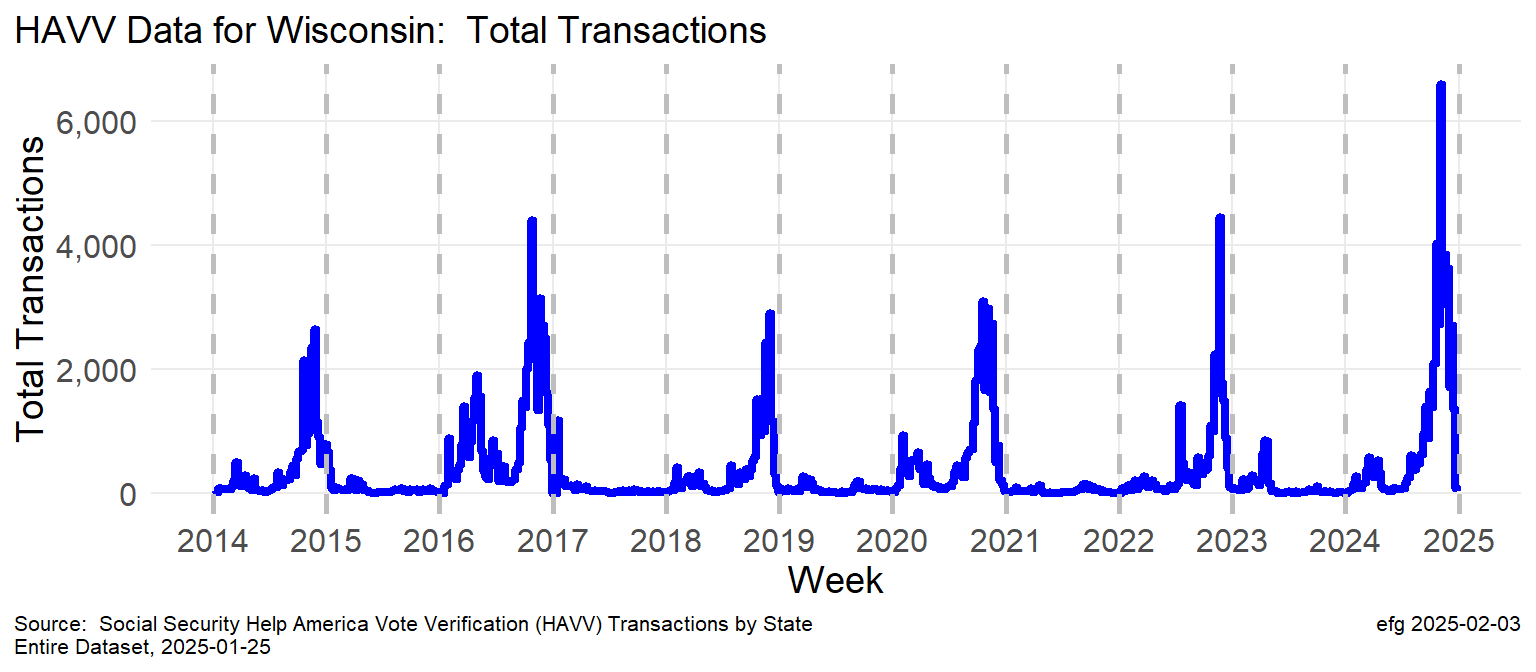 HAVV Data for Wisconsin:  Total Transactions
Total Transactions
6,000
4,000
2,000
0
2014 2015 2016 2017 2018 2019 2020 2021 2022 2023 2024 2025
Week
Source:  Social Security Help America Vote Verification (HAVV) Transactions by State
Entire Dataset, 2025-01-25
efg 2025-02-03